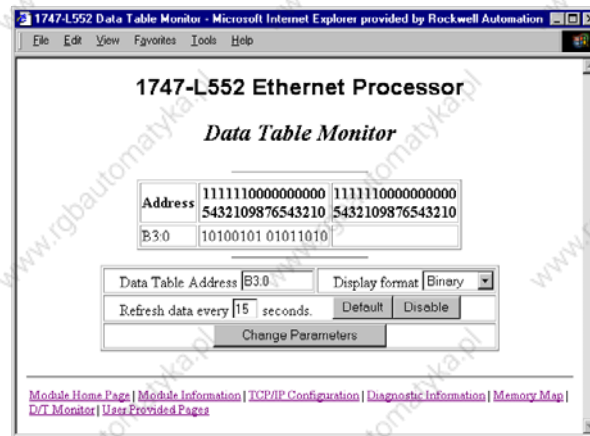 1747-L552 Data Table Monitor - Microsoft Internet Explorer provided by Rockwell Automation
File Edit View Favorites Tools Help
1747-L552 Ethernet Processor
Data Table Monitor
Address 1111110000000000 1111110000000000
5432109876543210 5432109876543210
B3:0 10100101 01011010
Data Table Address B3:0 Display format Binary
Refresh data every 15 seconds. Default Disable
Change Parameters
Module Home Page | Module Information | TCP/IP Configuration | Diagnostic Information | Memory Map |
D/T Monitor | User Provided Pages
www.rgbautomatyka.pl